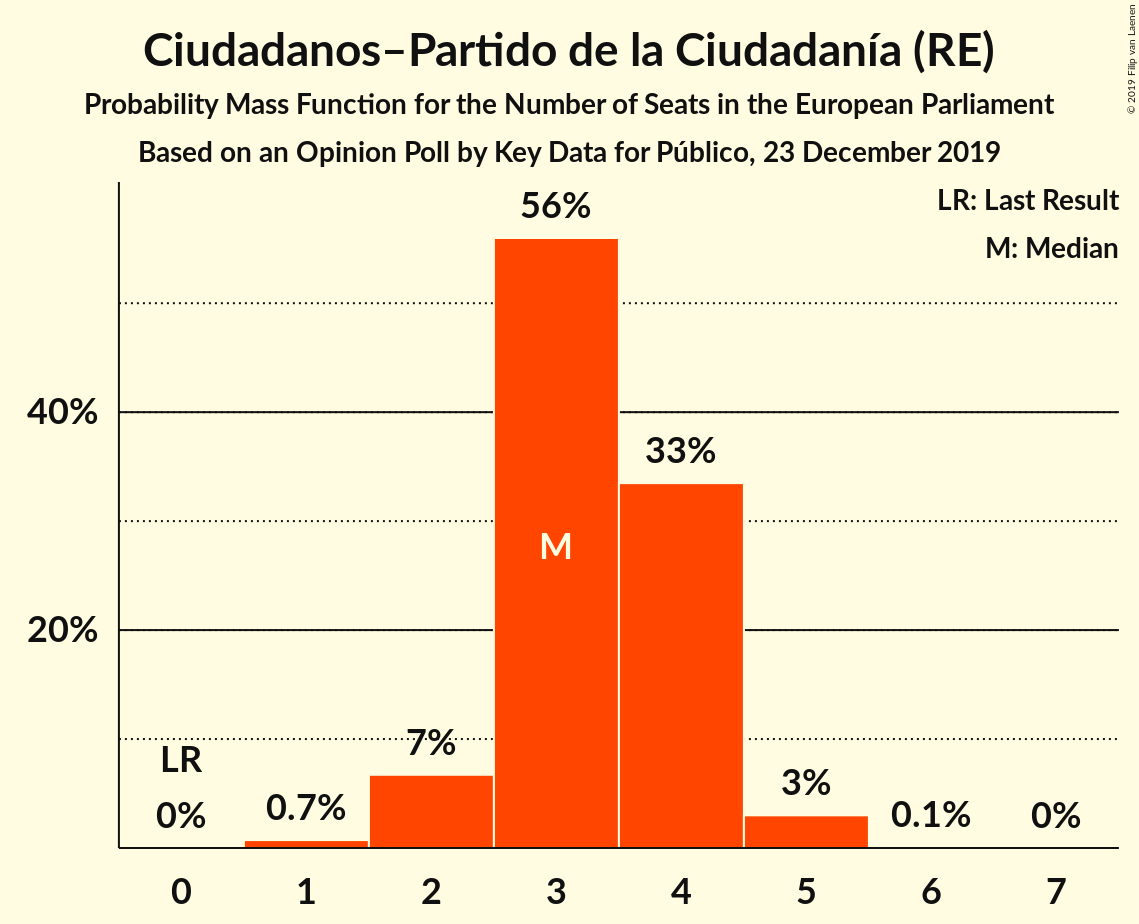 Ciudadanos–Partido de la Ciudadanía (RE)
Probability Mass Function for the Number of Seats in the European Parliament
Based on an Opinion Poll by Key Data for Público, 23 December 2019
© 2019 Filip van Laenen
LR: Last Result
M: Median
56%
40%
33%
M
20%
7%
LR
0%
0.7%
3%
0.1%
0%
0 1 2 3 4 5 6 7